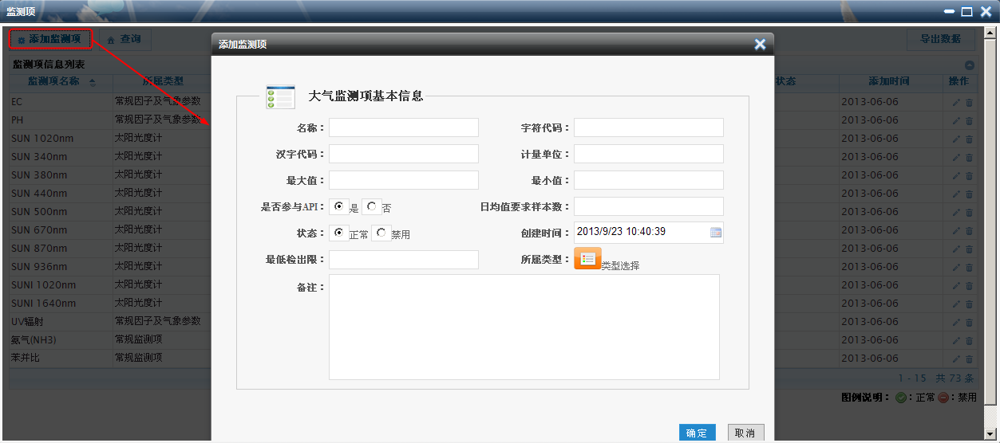 监测项
添加监测项 查询 导出数据
监测项信息列表
监测项名称 所属类型 状态 添加时间 操作
EC 常规因子及气象参数 2013-06-06
PH 常规因子及气象参数 2013-06-06
SUN 1020nm 太阳光度计 2013-06-06
SUN 340nm 太阳光度计 2013-06-06
SUN 380nm 太阳光度计 2013-06-06
SUN 440nm 太阳光度计 2013-06-06
SUN 500nm 太阳光度计 2013-06-06
SUN 670nm 太阳光度计 2013-06-06
SUN 870nm 太阳光度计 2013-06-06
SUN 936nm 太阳光度计 2013-06-06
SUNI 1020nm 太阳光度计 2013-06-06
SUNI 1640nm 太阳光度计 2013-06-06
UV辐射 常规因子及气象参数 2013-06-06
氨气(NH3) 常规监测项 2013-06-06
苯并比 常规监测项 2013-06-06
1 - 15 共 73 条
图例说明： ：正常 ：禁用
添加监测项
大气监测项基本信息
名称： 字符代码：
汉字代码： 计量单位：
最大值： 最小值：
是否参与API： 是 否 日均值要求样本数：
状态： 正常 禁用 创建时间： 2013/9/23 10:40:39
最低检出限： 所属类型： 类型选择
备注：
确定 取消